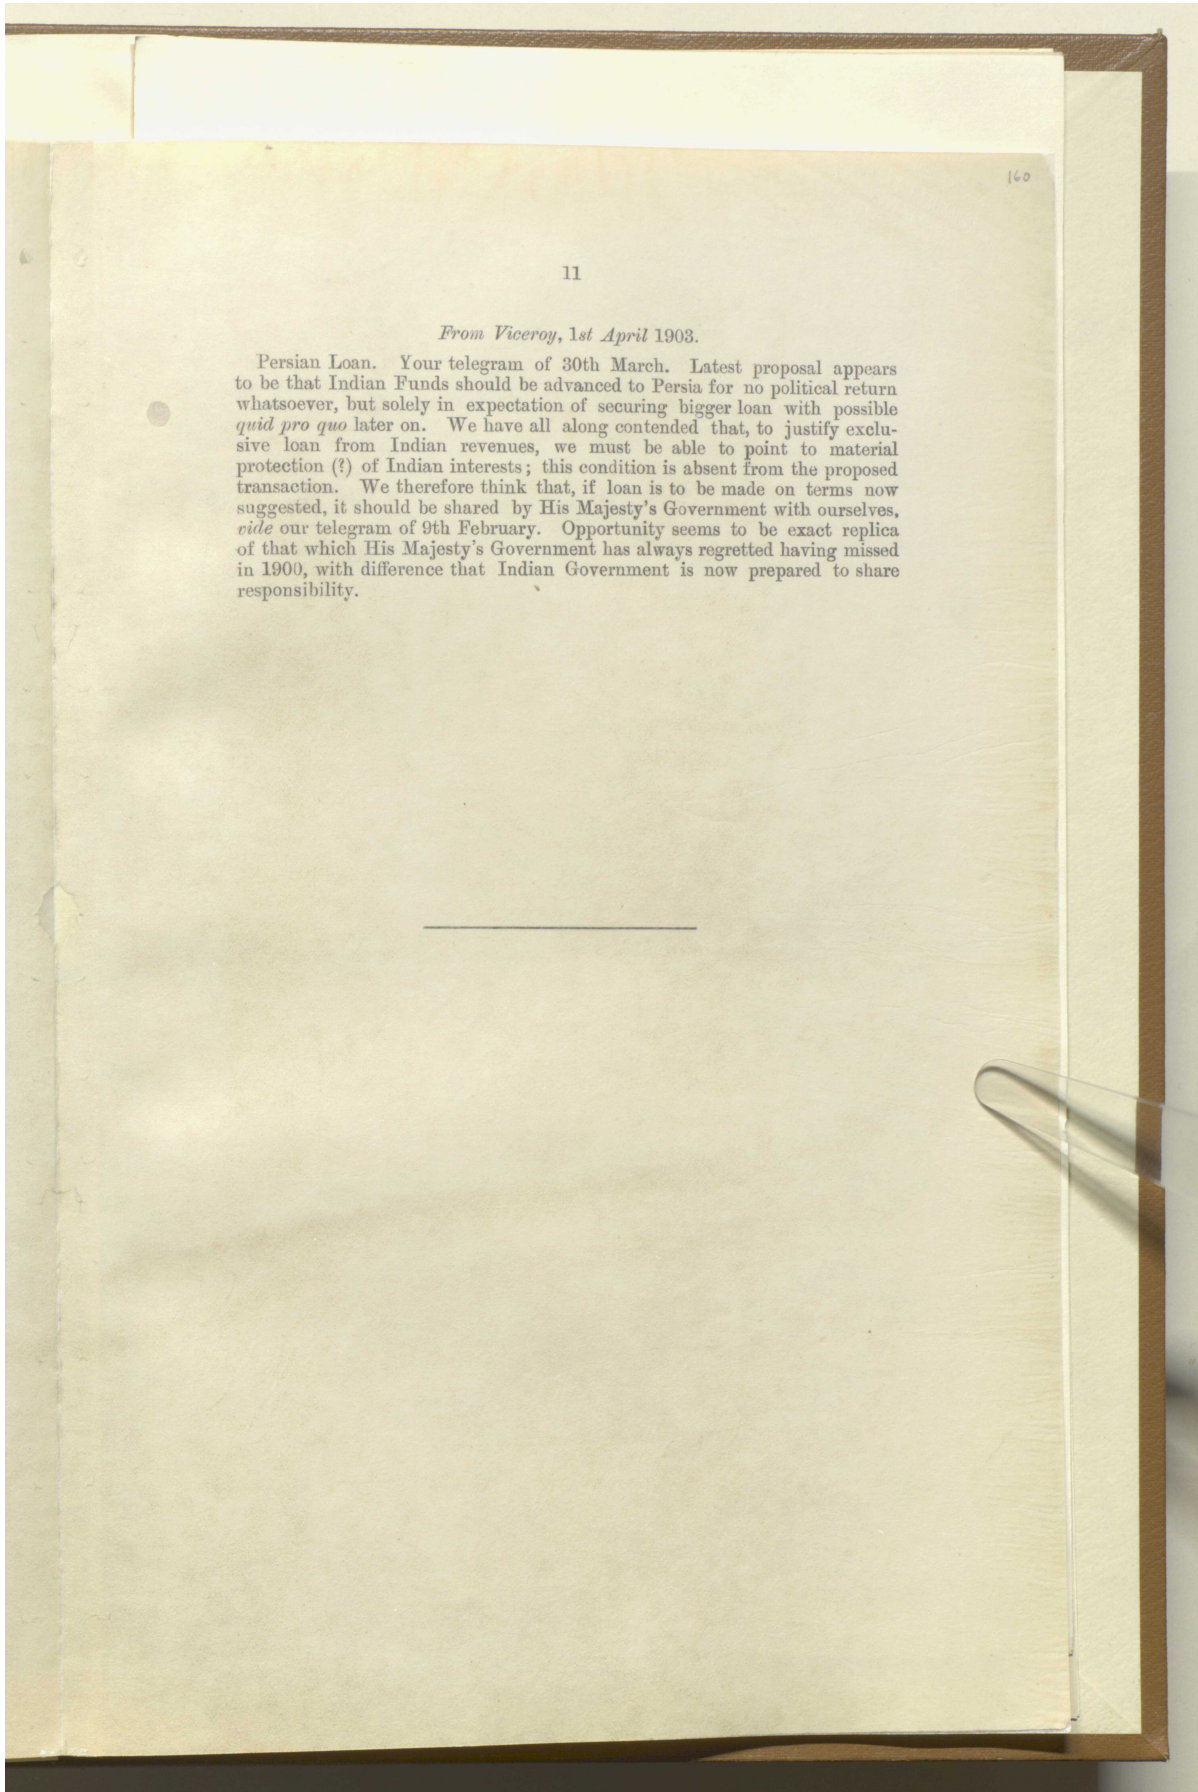 160
11
From Viceroy, 1st April 1903.
Persian Loan. Your telegram of 30th March. Latest proposal appears
to be that Indian Funds should be advanced to Persia for no political return
whatsoever, but solely in expectation of securing bigger loan with possible
quid pro quo later on. We have all along contended that, to justify exclu-
sive loan from Indian revenues, we must be able to point to material
protection (?) of Indian interests; this condition is absent from the proposed
transaction. We therefore think that, if loan is to be made on terms now
suggested, it should be shared by His Majesty's Government with ourselves,
vide our telegram of 9th February. Opportunity seems to be exact replica
of that which His Majesty's Government has always regretted having missed
in 1900, with difference that Indian Government is now prepared to share
responsibility.